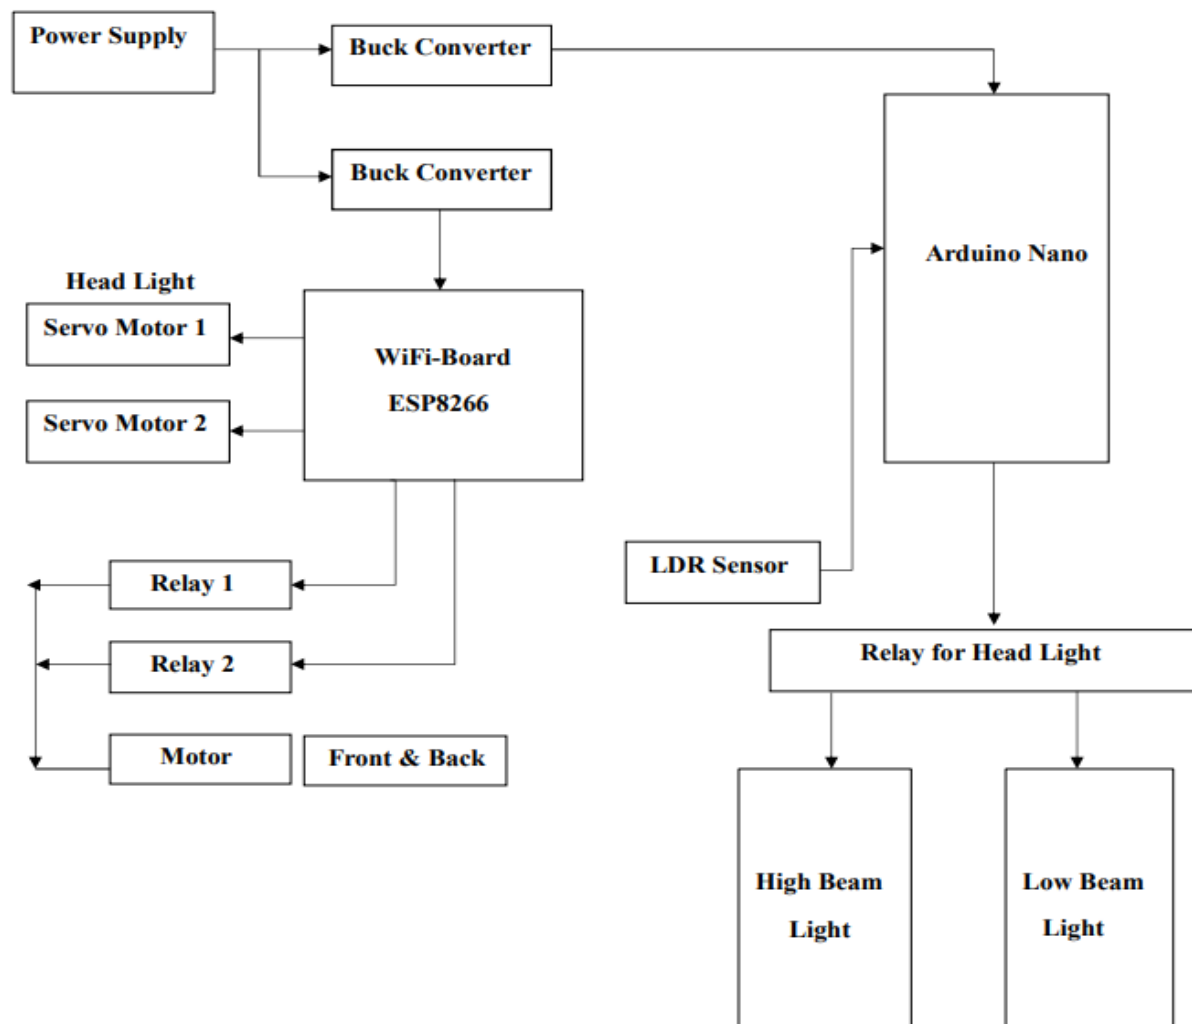 Power Supply
Buck Converter
Buck Converter
Arduino Nano
Head Light
Servo Motor 1
WiFi-Board
ESP8266
Servo Motor 2
LDR Sensor
Relay 1
Relay for Head Light
Relay 2
Motor
Front & Back
High Beam
Light
Low Beam
Light